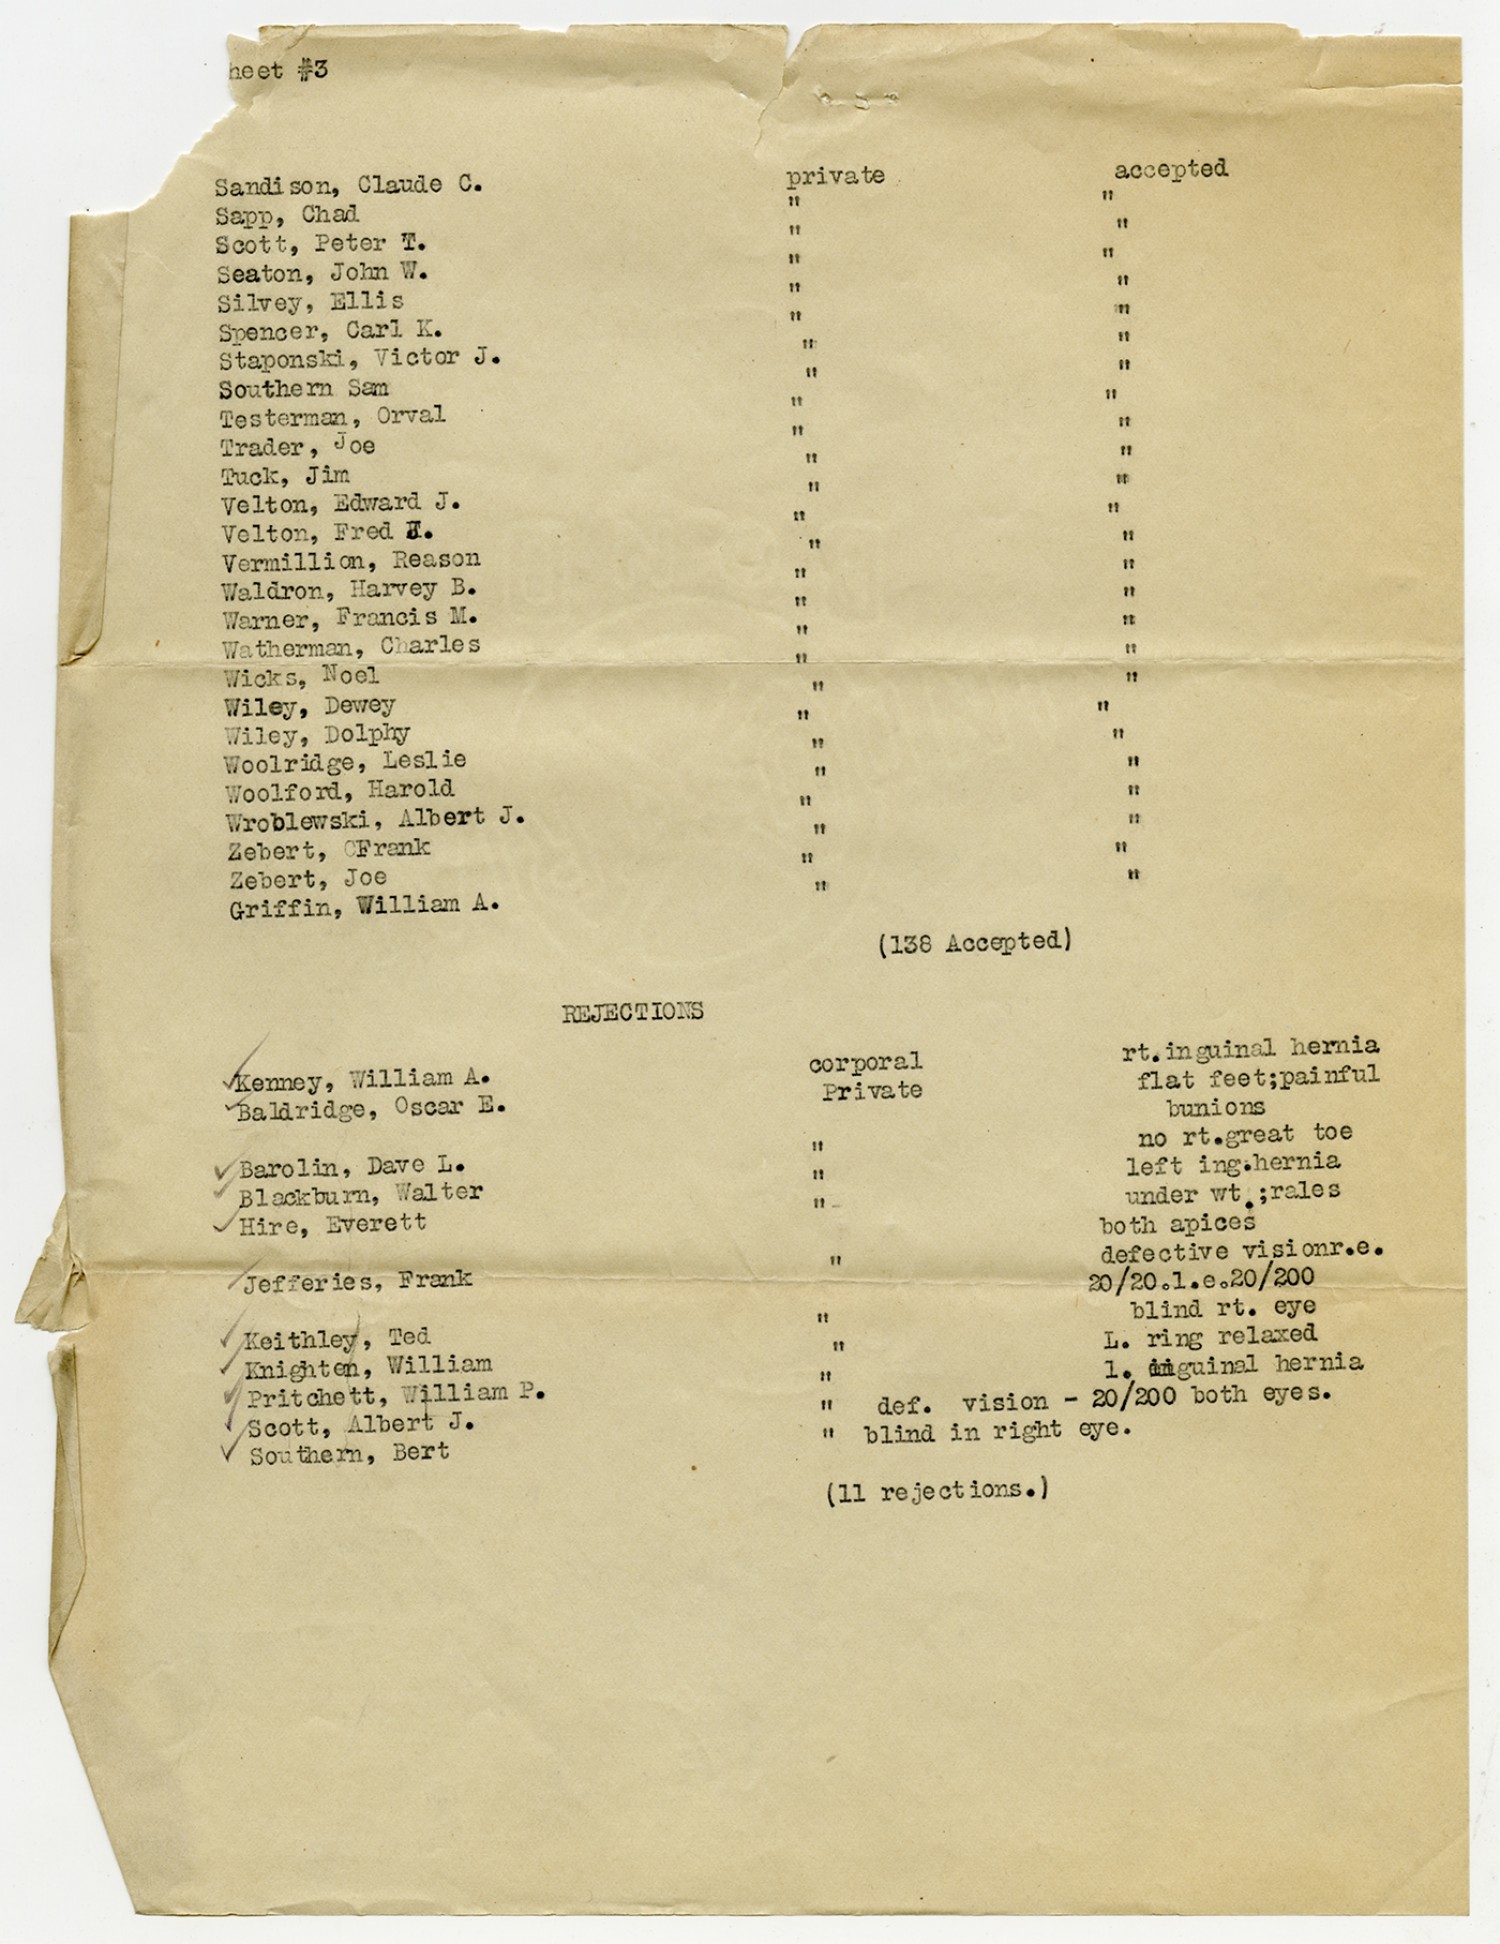 heet #3
Sandison, Claude C. private accepted
Sapp, Chad " "
Scott, Peter T. " "
Seaton, John W. " "
Silvey, Ellis " "
Spencer, Carl K. " "
Staponski, Victor J. " "
Southern Sam " "
Testerman, Orval " "
Trader, Joe " "
Tuck, Jim " "
Velton, Edward J. " "
Velton, Fred " "
Vermillion, Reason " "
Waldron, Harvey B. " "
Warner, Francis M. " "
Watherman, Charles " "
Wicks, Noel " "
Wiley, Dewey " "
Wiley, Dolphy " "
Woolridge, Leslie " "
Woolford, Harold " "
Wroblewski, Albert J. " "
Zebert, CFrank " "
Zebert, Joe " "
Griffin, William A. " "
(138 Accepted)
REJECTIONS
Kenney, William A. corporal rt.inguinal hernia
Baldridge, Oscar E. Private flat feet;painful
bunions
Barolin, Dave L. " no rt.great toe
Blackburn, Walter " left ing.hernia
Hire, Everett " under wt.;rales
both apices
Jefferies, Frank " defective visionr.e.
20/20.l.e.20/200
Keithley, Ted " blind rt. eye
Knighten, William " L. ring relaxed
Pritchett, William P. " l. inguinal hernia
Scott, Albert J. " def. vision - 20/200 both eyes.
Southern, Bert " blind in right eye.
(11 rejections.)